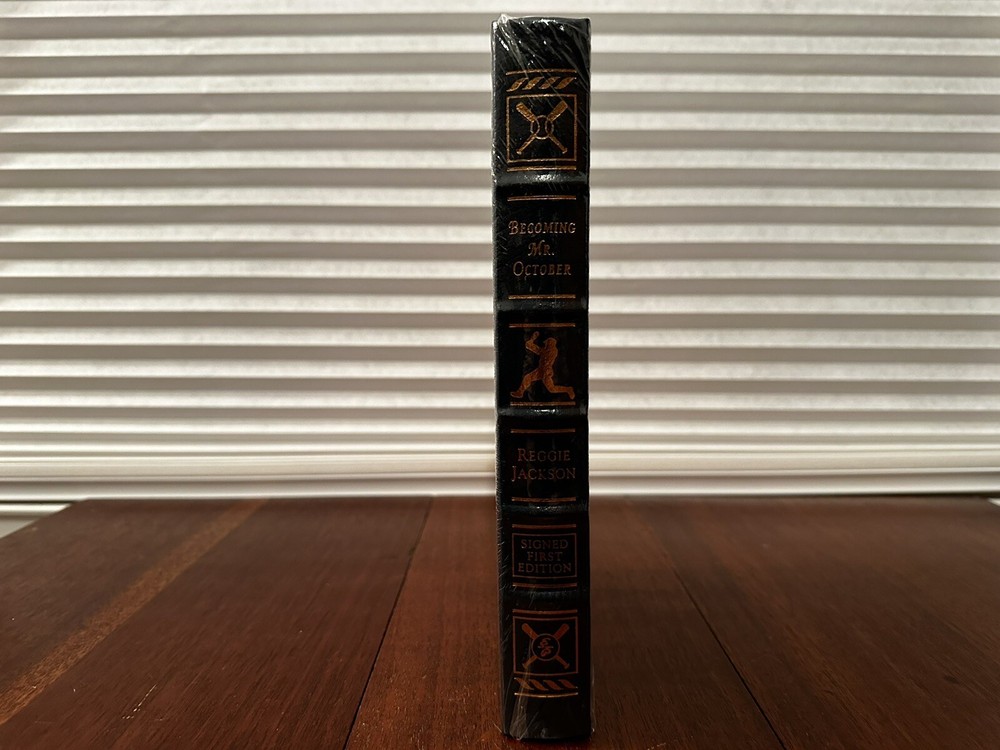 BECOMING
MR.
OCTOBER
REGGIE
JACKSON
SIGNED
FIRST
EDITION